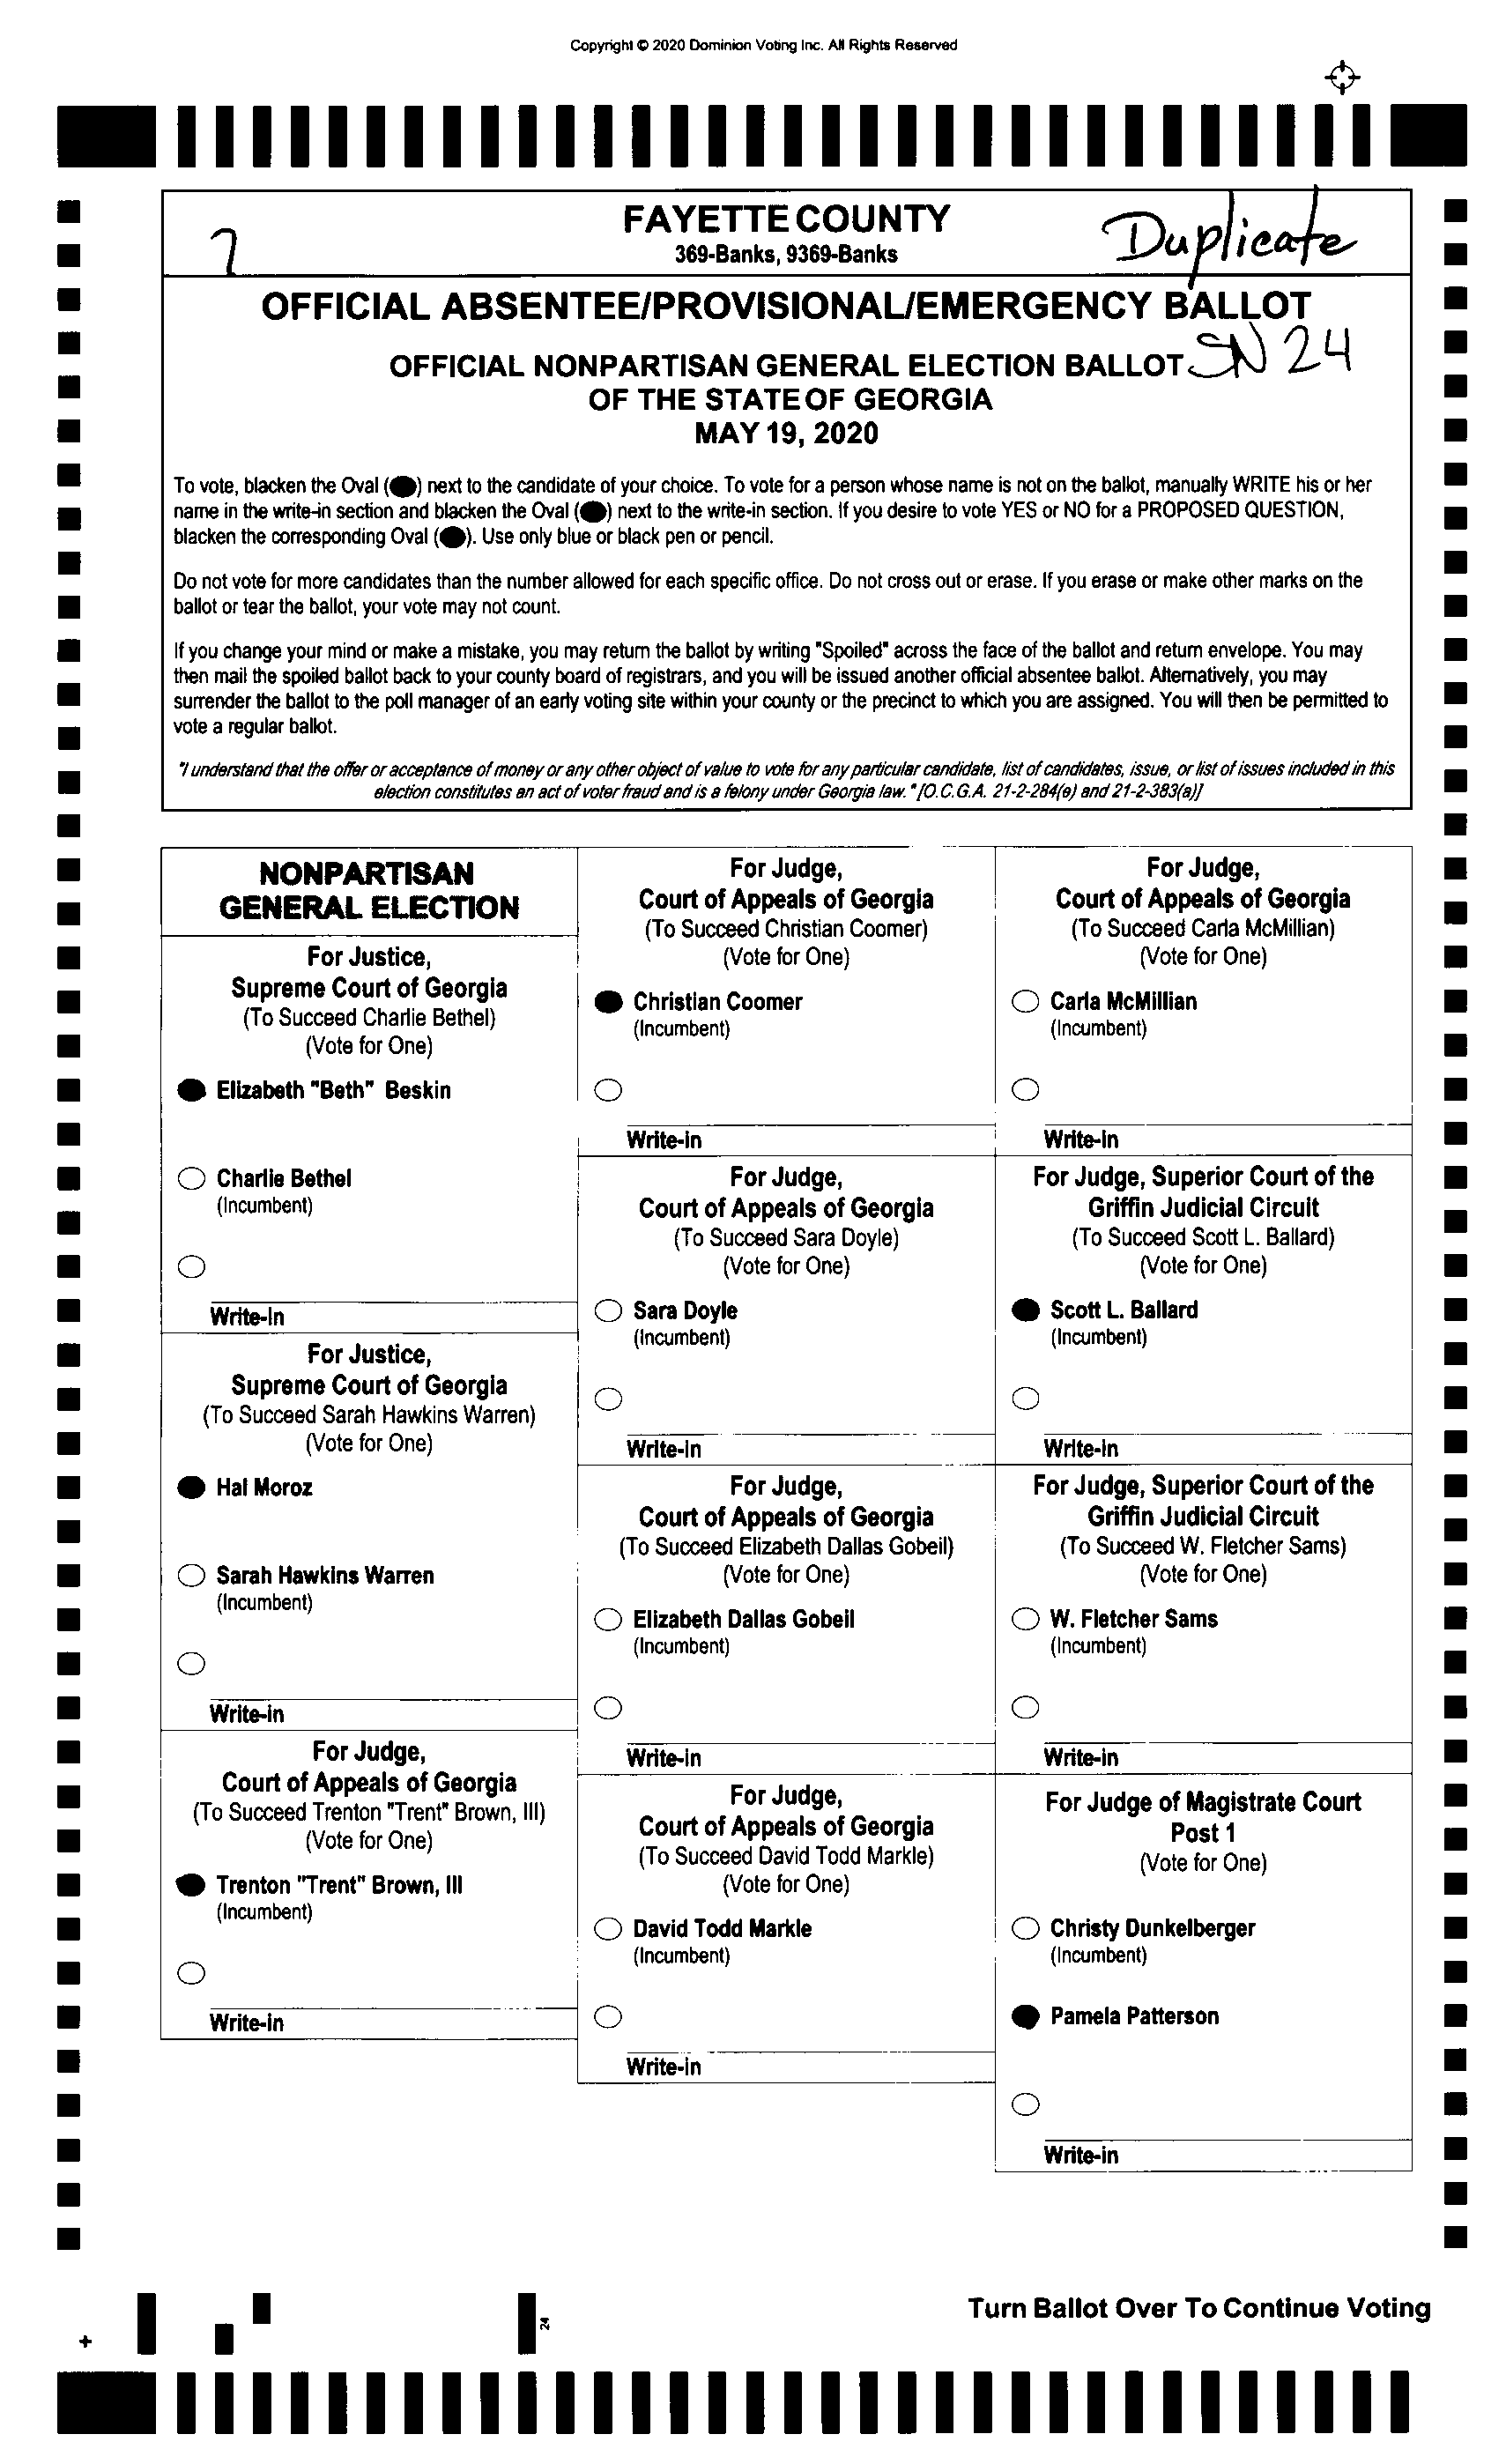 Copyright © 2020 Dominion Voting Inc. All Rights Reserved
7
FAYETTE COUNTY
369-Banks, 9369-Banks
Duplicate
OFFICIAL ABSENTEE/PROVISIONAL/EMERGENCY BALLOT
OFFICIAL NONPARTISAN GENERAL ELECTION BALLOT
SN 24
OF THE STATE OF GEORGIA
MAY 19, 2020
To vote, blacken the Oval ( ) next to the candidate of your choice. To vote for a person whose name is not on the ballot, manually WRITE his or her
name in the write-in section and blacken the Oval ( ) next to the write-in section. If you desire to vote YES or NO for a PROPOSED QUESTION,
blacken the corresponding Oval ( ). Use only blue or black pen or pencil.
Do not vote for more candidates than the number allowed for each specific office. Do not cross out or erase. If you erase or make other marks on the
ballot or tear the ballot, your vote may not count.
If you change your mind or make a mistake, you may return the ballot by writing "Spoiled" across the face of the ballot and return envelope. You may
then mail the spoiled ballot back to your county board of registrars, and you will be issued another official absentee ballot. Alternatively, you may
surrender the ballot to the poll manager of an early voting site within your county or the precinct to which you are assigned. You will then be permitted to
vote a regular ballot.
"I understand that the offer or acceptance of money or any other object of value to vote for any particular candidate, list of candidates, issue, or list of issues included in this
election constitutes an act of voter fraud and is a felony under Georgia law." [O.C.G.A. 21-2-284(e) and 21-2-383(a)]
NONPARTISAN
GENERAL ELECTION
For Justice,
Supreme Court of Georgia
(To Succeed Charlie Bethel)
(Vote for One)
Elizabeth "Beth" Beskin
Charlie Bethel
(Incumbent)
Write-in
For Justice,
Supreme Court of Georgia
(To Succeed Sarah Hawkins Warren)
(Vote for One)
Hal Moroz
Sarah Hawkins Warren
(Incumbent)
Write-in
For Judge,
Court of Appeals of Georgia
(To Succeed Trenton "Trent" Brown, III)
(Vote for One)
Trenton "Trent" Brown, III
(Incumbent)
Write-in
For Judge,
Court of Appeals of Georgia
(To Succeed Christian Coomer)
(Vote for One)
Christian Coomer
(Incumbent)
Write-in
For Judge,
Court of Appeals of Georgia
(To Succeed Sara Doyle)
(Vote for One)
Sara Doyle
(Incumbent)
Write-in
For Judge,
Court of Appeals of Georgia
(To Succeed Elizabeth Dallas Gobeil)
(Vote for One)
Elizabeth Dallas Gobeil
(Incumbent)
Write-in
For Judge,
Court of Appeals of Georgia
(To Succeed David Todd Markle)
(Vote for One)
David Todd Markle
(Incumbent)
Write-in
For Judge,
Court of Appeals of Georgia
(To Succeed Carla McMillian)
(Vote for One)
Carla McMillian
(Incumbent)
Write-in
For Judge, Superior Court of the
Griffin Judicial Circuit
(To Succeed Scott L. Ballard)
(Vote for One)
Scott L. Ballard
(Incumbent)
Write-in
For Judge, Superior Court of the
Griffin Judicial Circuit
(To Succeed W. Fletcher Sams)
(Vote for One)
W. Fletcher Sams
(Incumbent)
Write-in
For Judge of Magistrate Court
Post 1
(Vote for One)
Christy Dunkelberger
(Incumbent)
Pamela Patterson
Write-in
Turn Ballot Over To Continue Voting
24